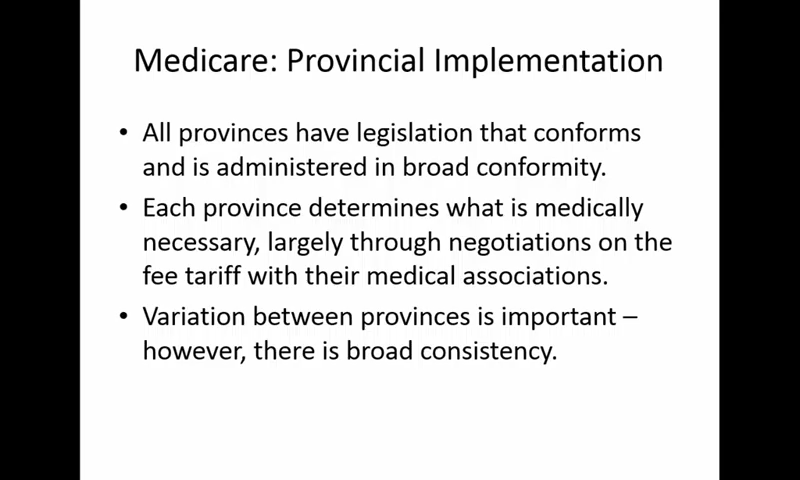 Medicare: Provincial Implementation
• All provinces have legislation that conforms
and is administered in broad conformity.
• Each province determines what is medically
necessary, largely through negotiations on the
fee tariff with their medical associations.
• Variation between provinces is important –
however, there is broad consistency.